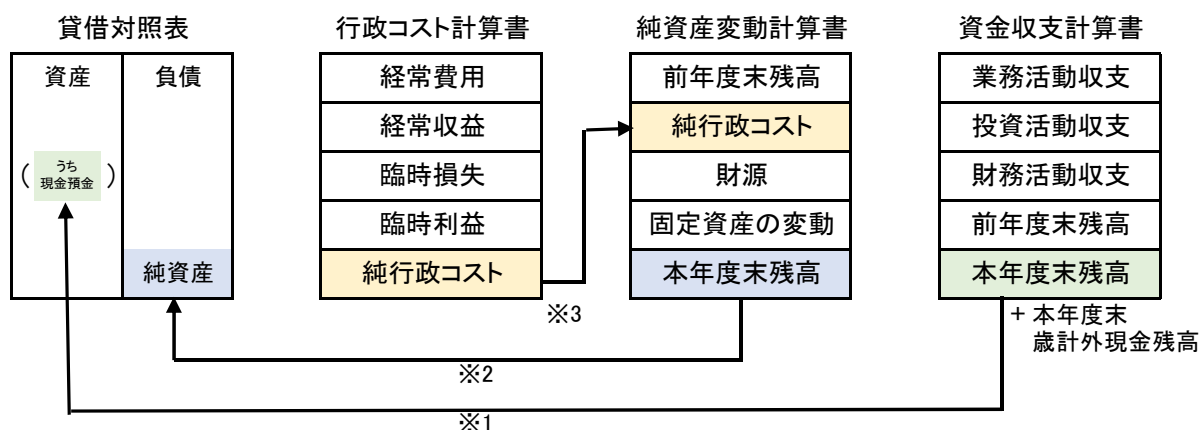 貸借対照表
資産
負債
(うち
現金預金)
純資産
行政コスト計算書
経常費用
経常収益
臨時損失
臨時利益
純行政コスト
純資産変動計算書
前年度末残高
純行政コスト
財源
固定資産の変動
本年度末残高
資金収支計算書
業務活動収支
投資活動収支
財務活動収支
前年度末残高
本年度末残高
+ 本年度末
歳計外現金残高
※3
※2
※1